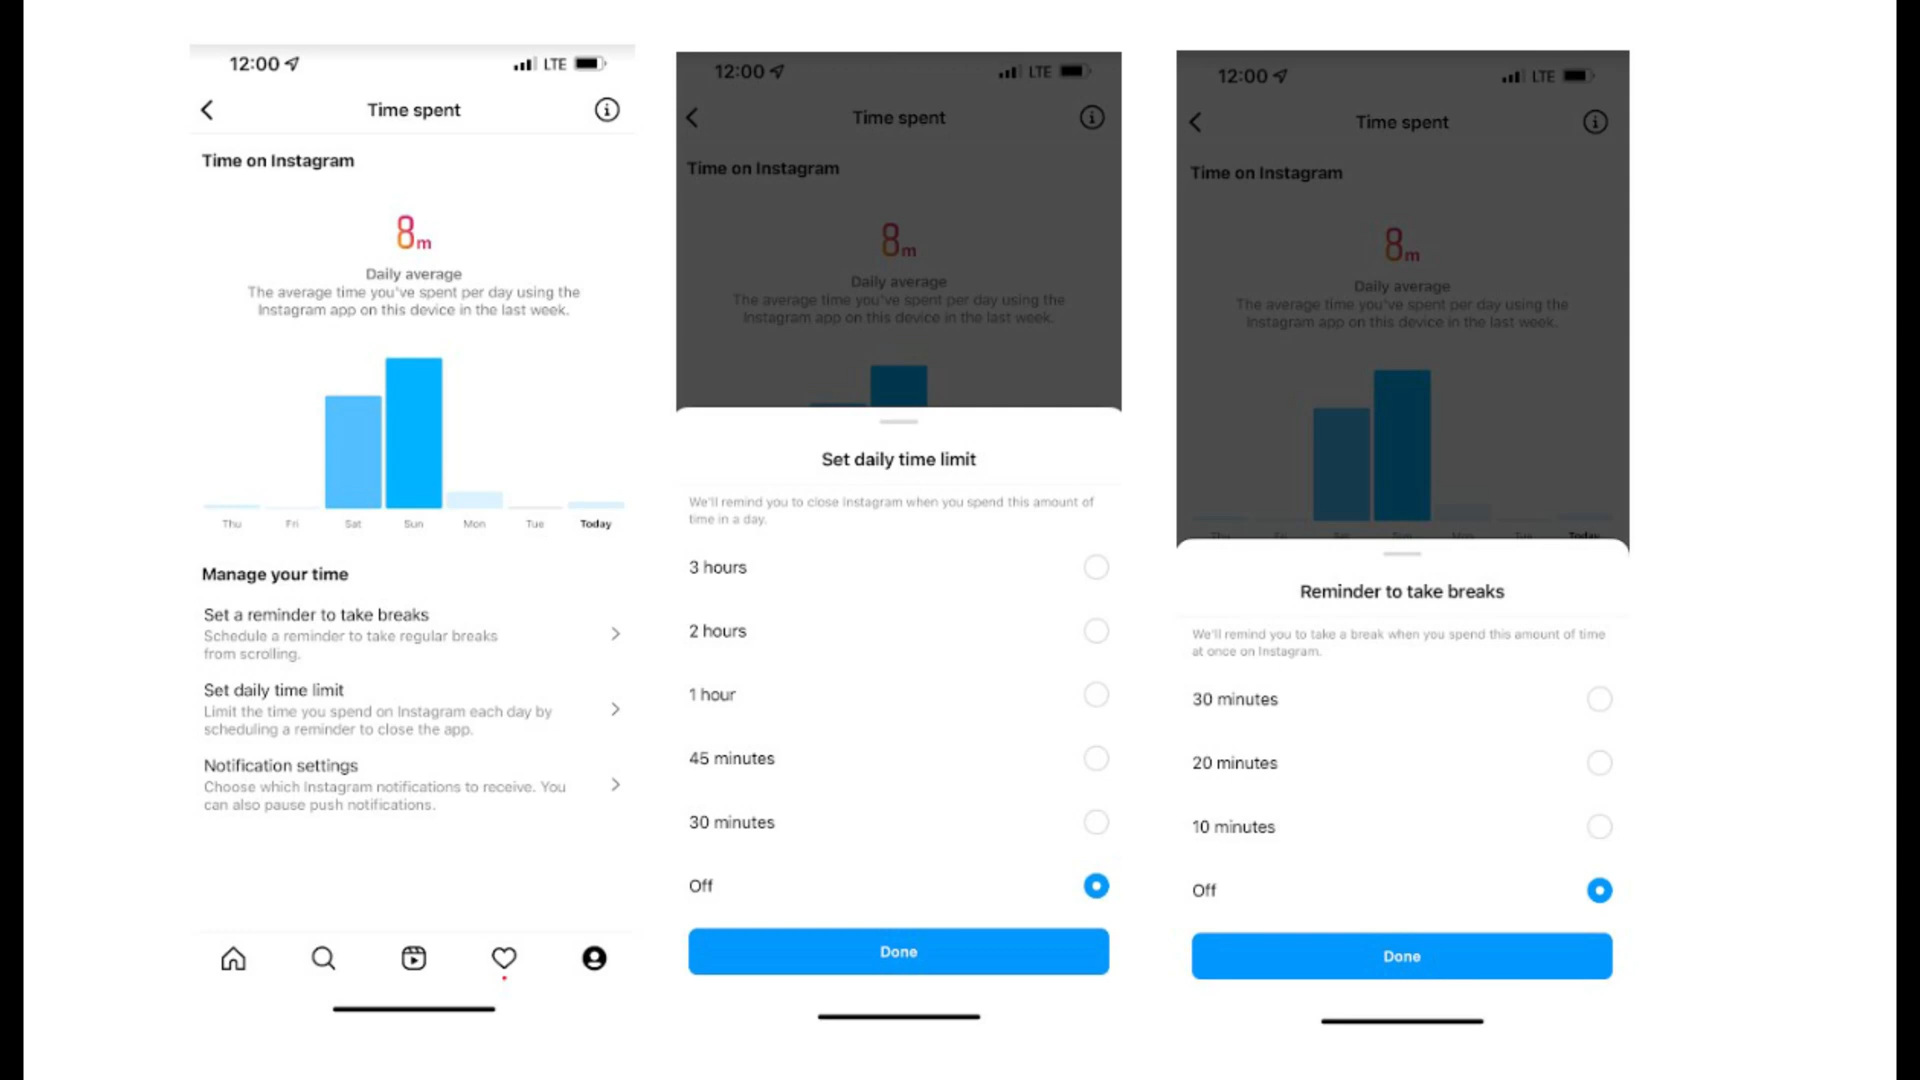 12:00
LTE
Time spent
Time on Instagram
8m
Daily average
The average time you've spent per day using the
Instagram app on this device in the last week.
Thu Fri Sat Sun Mon Tue Today
Manage your time
Set a reminder to take breaks
Schedule a reminder to take regular breaks
from scrolling.
Set daily time limit
Limit the time you spend on Instagram each day by
scheduling a reminder to close the app.
Notification settings
Choose which Instagram notifications to receive. You
can also pause push notifications.
12:00
LTE
Time spent
Time on Instagram
8m
Daily average
The average time you've spent per day using the
Instagram app on this device in the last week.
Set daily time limit
We'll remind you to close Instagram when you spend this amount of
time in a day.
3 hours
2 hours
1 hour
45 minutes
30 minutes
Off
Done
12:00
LTE
Time spent
Time on Instagram
8m
Daily average
The average time you've spent per day using the
Instagram app on this device in the last week.
Thu Fri Sat Sun Mon Tue Today
Reminder to take breaks
We'll remind you to take a break when you spend this amount of time
at once on Instagram.
30 minutes
20 minutes
10 minutes
Off
Done